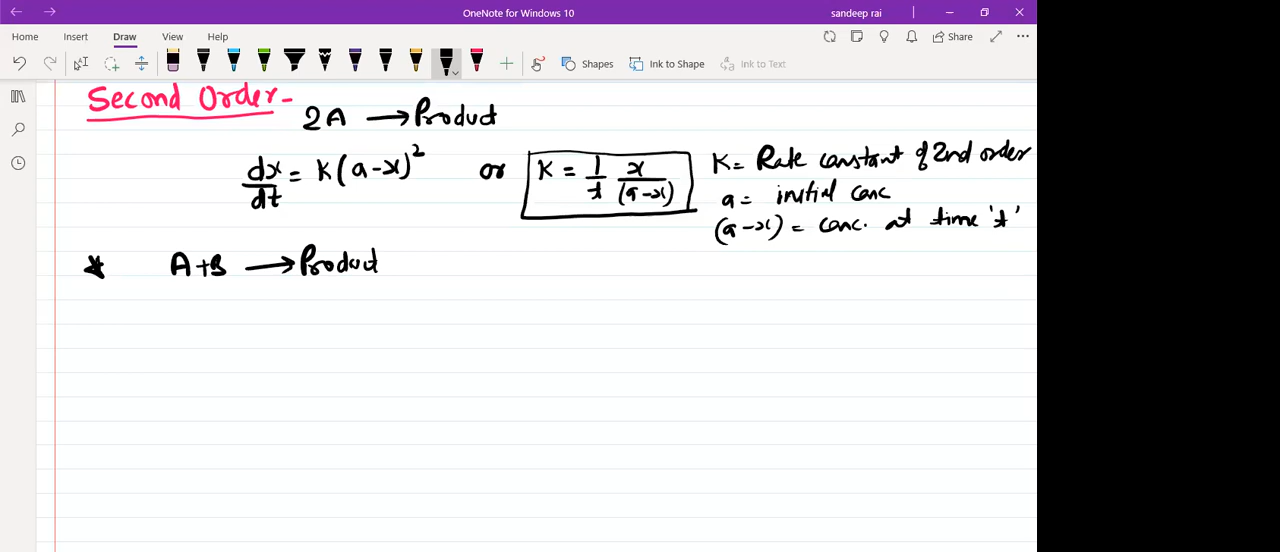 OneNote for Windows 10
sandeep rai
Home Insert Draw View Help
Share
Shapes Ink to Shape Ink to Text
Second Order-
2A ⟶ Product
dx/dt = K(a-x)² or K = 1/t x/(a-x)
K = Rate constant of 2nd order
a = initial conc
(a-x) = conc. at time 't'
* A+B ⟶ Product